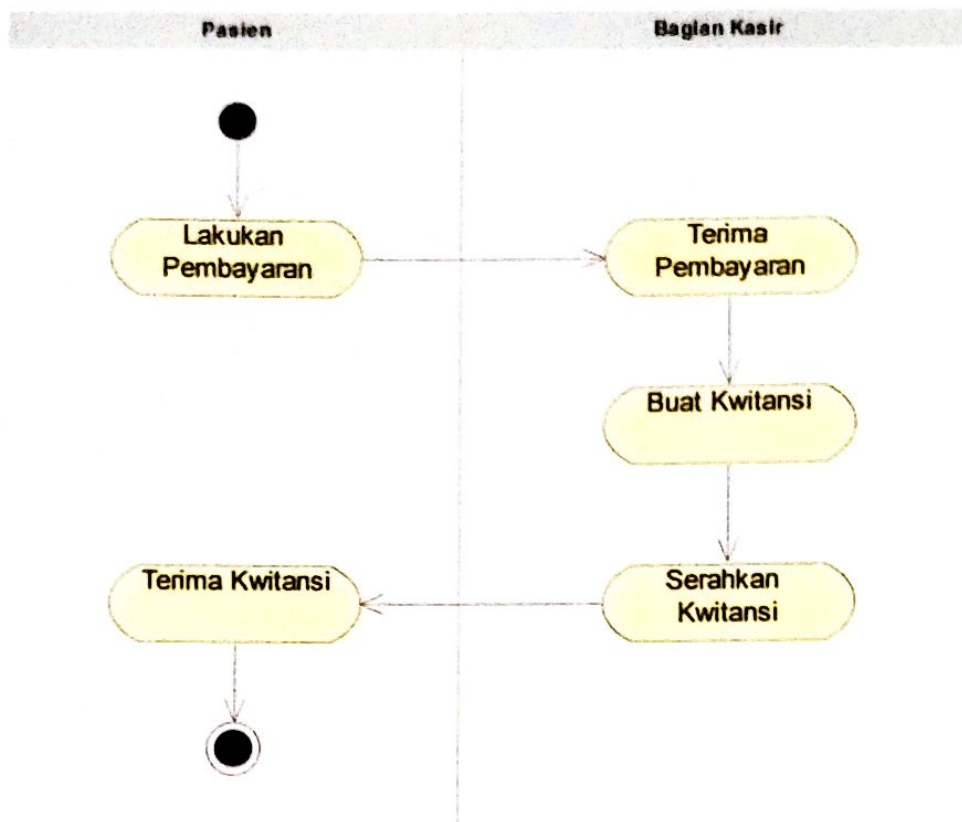 Pasien
Bagian Kasir
Lakukan
Pembayaran
Terima
Pembayaran
Buat Kwitansi
Serahkan
Kwitansi
Terima Kwitansi